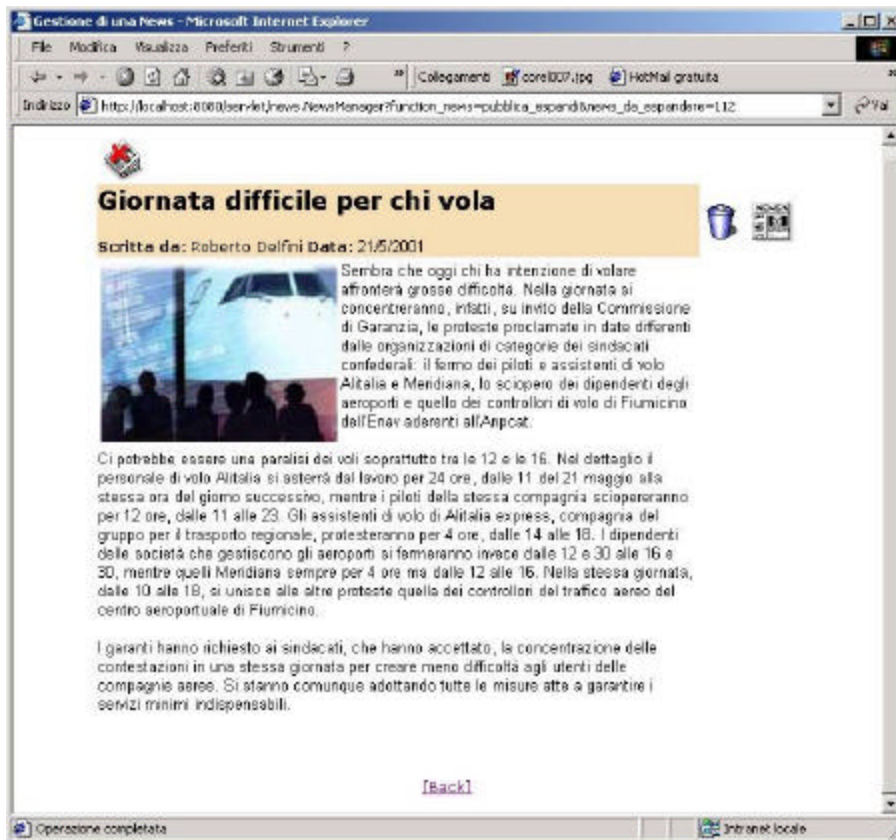 Gestione di una News - Microsoft Internet Explorer
File Modifica Visualizza Preferiti Strumenti ?
» Collegamenti corel007.jpg HotMail gratuita »
Indirizzo http://localhost:8080/servlet/news.NewsManager?function_news=pubblica_espandi&news_da_espandere=112 Vai
Giornata difficile per chi vola
Scritta da: Roberto Delfini Data: 21/5/2001
Sembra che oggi chi ha intenzione di volare
affronterà grosse difficoltà. Nella giornata si
concentreranno, infatti, su invito della Commissione
di Garanzia, le proteste proclamate in date differenti
dalle organizzazioni di categorie dei sindacati
confederali: il fermo dei piloti e assistenti di volo
Alitalia e Meridiana, lo sciopero dei dipendenti degli
aeroporti e quello dei controllori di volo di Fiumicino
dell'Enav aderenti all'Anpcat.
Ci potrebbe essere una paralisi dei voli soprattutto tra le 12 e le 16. Nel dettaglio il
personale di volo Alitalia si asterrà dal lavoro per 24 ore, dalle 11 del 21 maggio alla
stessa ora del giorno successivo, mentre i piloti della stessa compagnia sciopereranno
per 12 ore, dalle 11 alle 23. Gli assistenti di volo di Alitalia express, compagnia del
gruppo per il trasporto regionale, protesteranno per 4 ore, dalle 14 alle 18. I dipendenti
delle società che gestiscono gli aeroporti si fermeranno invece dalle 12 e 30 alle 16 e
30, mentre quelli Meridiana sempre per 4 ore ma dalle 12 alle 16. Nella stessa giornata,
dalle 10 alle 18, si unisce alle altre proteste quella dei controllori del traffico aereo del
centro aeroportuale di Fiumicino.
I garanti hanno richiesto ai sindacati, che hanno accettato, la concentrazione delle
contestazioni in una stessa giornata per creare meno difficoltà agli utenti delle
compagnie aeree. Si stanno comunque adottando tutte le misure atte a garantire i
servizi minimi indispensabili.
[Back]
Operazione completata Intranet locale